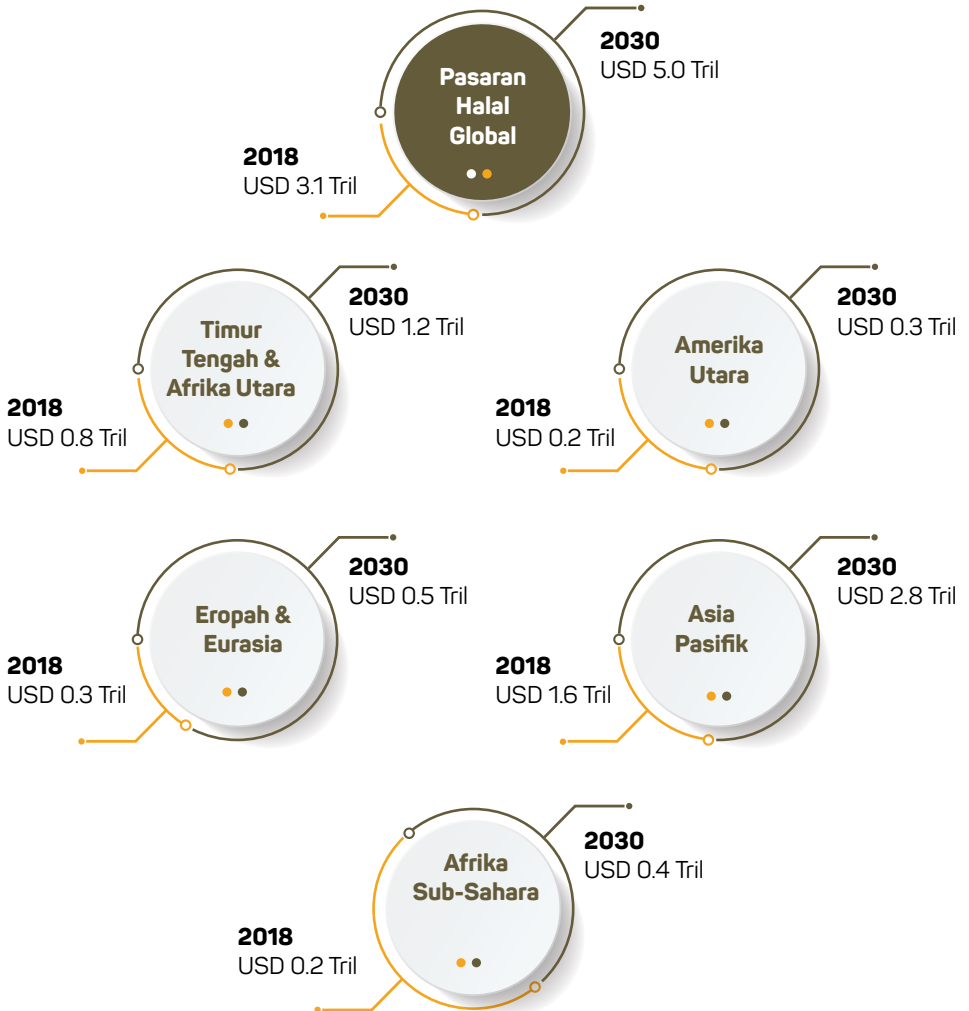 2030
USD 5.0 Tril
Pasaran
Halal
Global
2018
USD 3.1 Tril
2030
USD 1.2 Tril
Timur
Tengah &
Afrika Utara
2018
USD 0.8 Tril
2030
USD 0.3 Tril
Amerika
Utara
2018
USD 0.2 Tril
2030
USD 0.5 Tril
Eropah &
Eurasia
2018
USD 0.3 Tril
2030
USD 2.8 Tril
Asia
Pasifik
2018
USD 1.6 Tril
2030
USD 0.4 Tril
Afrika
Sub-Sahara
2018
USD 0.2 Tril